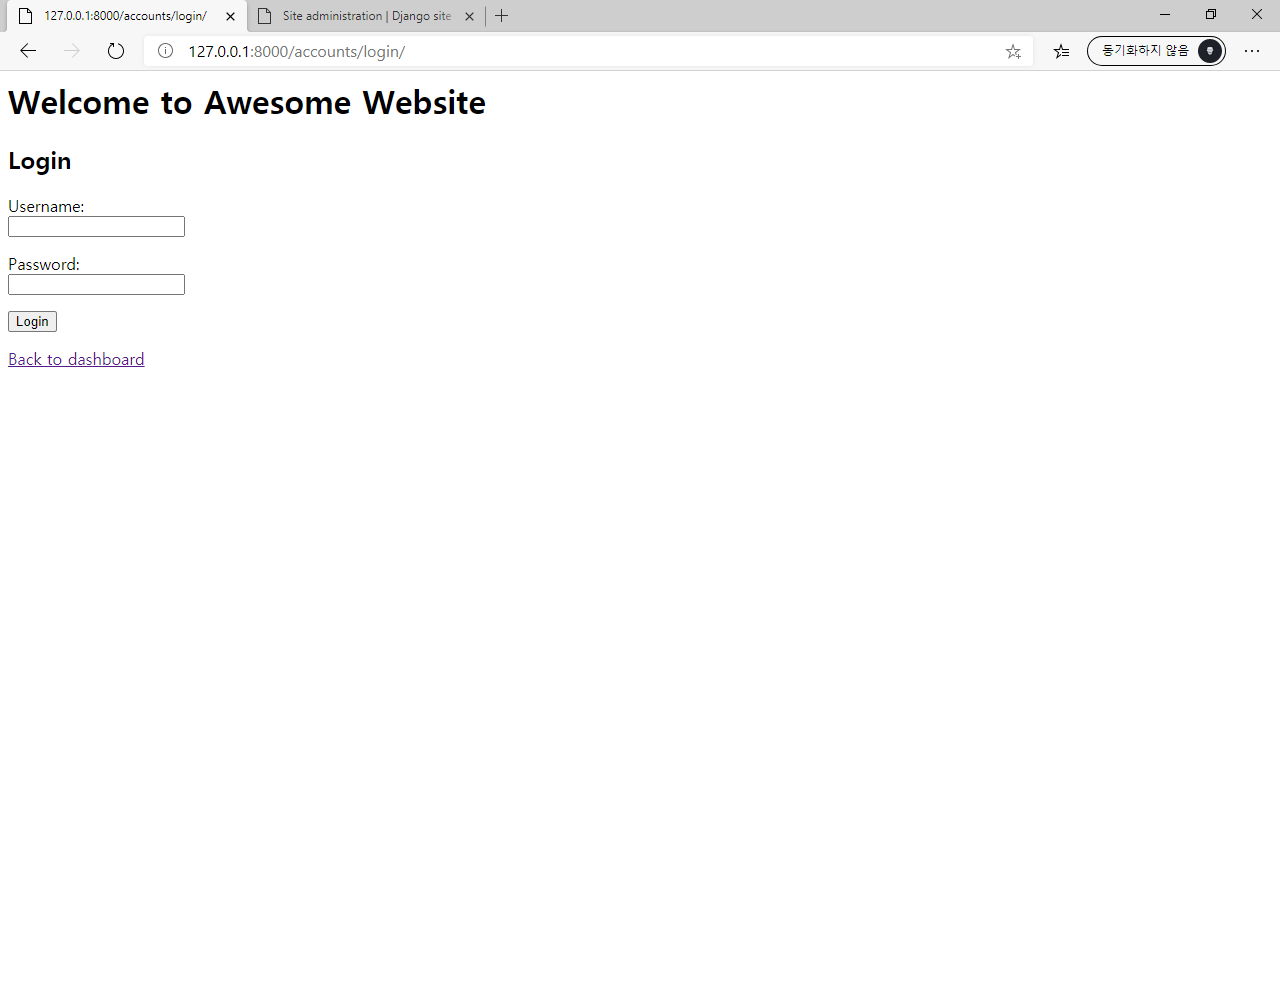 127.0.0.1:8000/accounts/login/
Site administration | Django site
127.0.0.1:8000/accounts/login/
동기화하지 않음
Welcome to Awesome Website
Login
Username:
Password:
Login
Back to dashboard